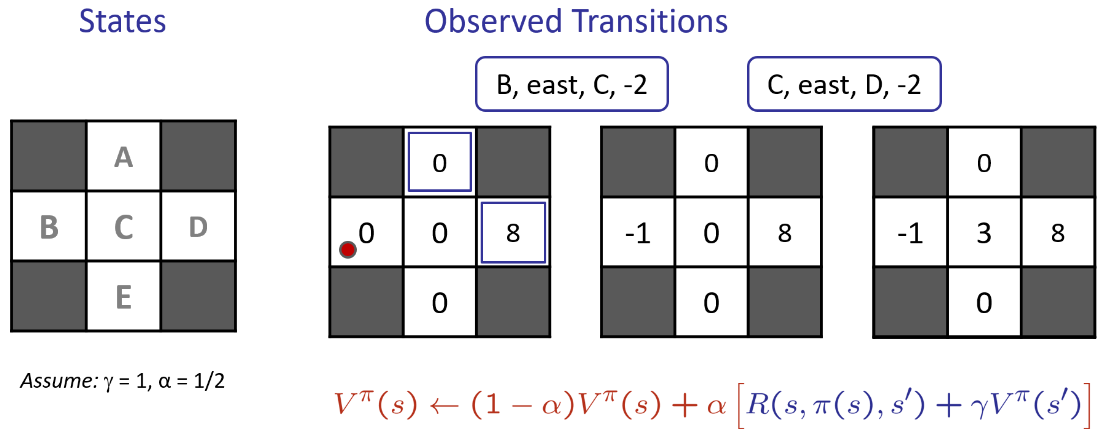 States
Observed Transitions
B, east, C, -2
C, east, D, -2
A
B C D
E
0
0 0 8
0
0
-1 0 8
0
0
-1 3 8
0
Assume: γ = 1, α = 1/2
V^π(s) ← (1 − α)V^π(s) + α [R(s, π(s), s′) + γV^π(s′)]